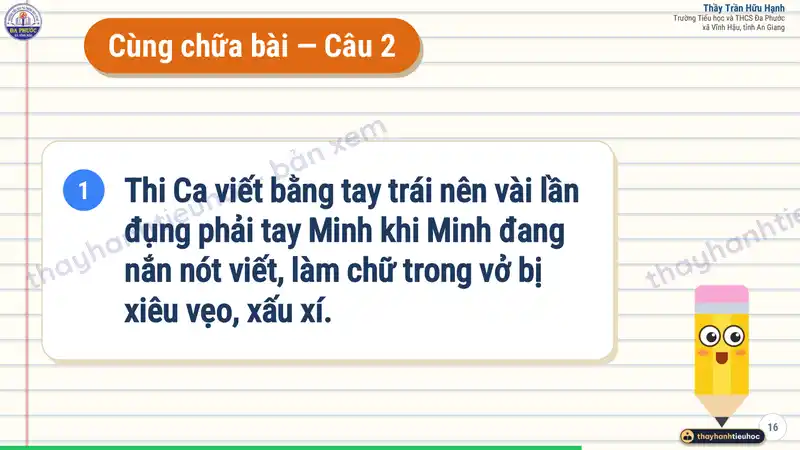 Thầy Trần Hữu Hạnh
Trường Tiểu học và THCS Đa Phước
xã Vĩnh Hậu, tỉnh An Giang
ĐA PHƯỚC
Cùng chữa bài – Câu 2
1
Thi Ca viết bằng tay trái nên vài lần
đụng phải tay Minh khi Minh đang
nắn nót viết, làm chữ trong vở bị
xiêu vẹo, xấu xí.
16
thayhanhtieuhoc